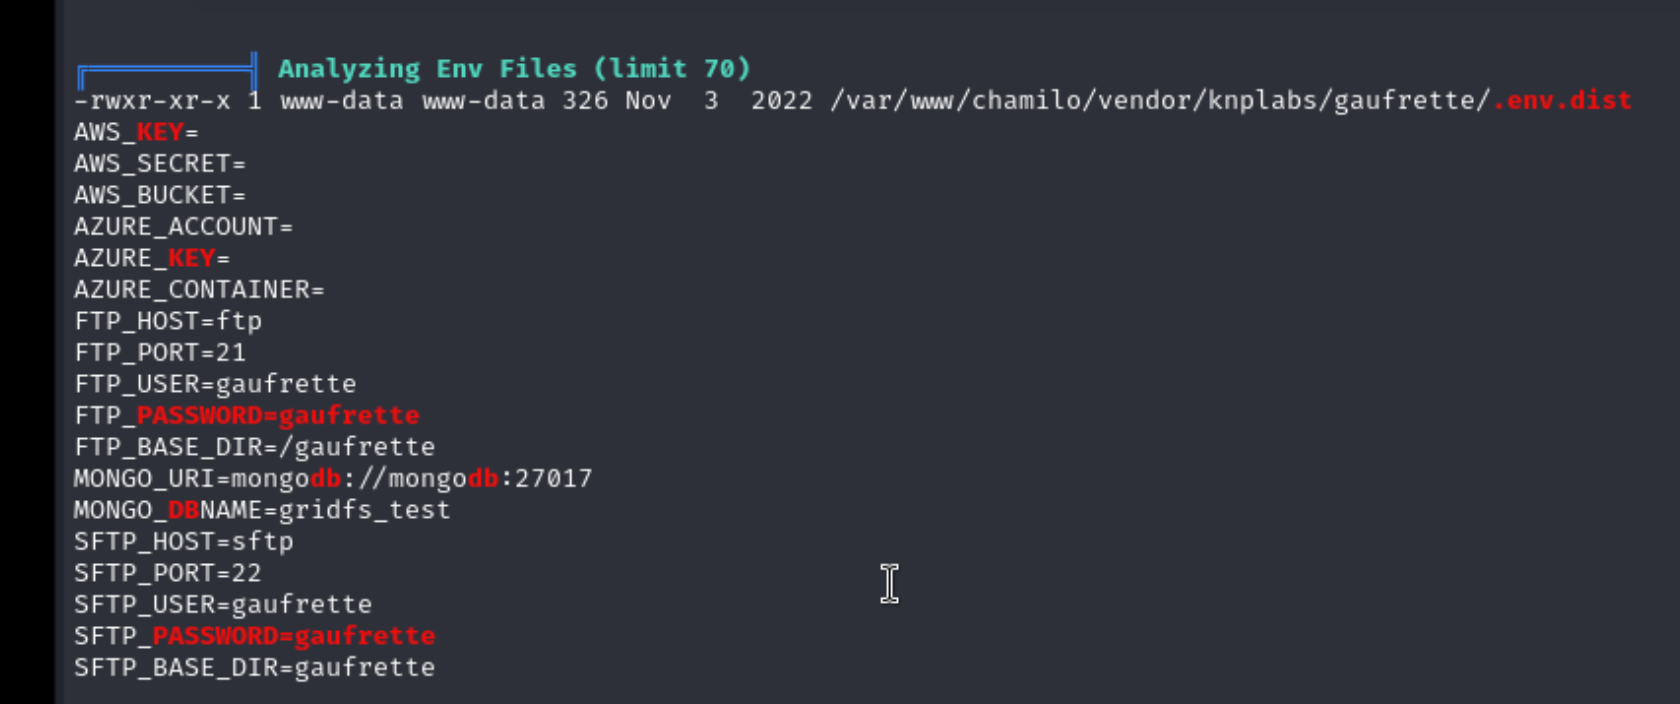 Analyzing Env Files (limit 70)
-rwxr-xr-x 1 www-data www-data 326 Nov  3  2022 /var/www/chamilo/vendor/knplabs/gaufrette/.env.dist
AWS_KEY=
AWS_SECRET=
AWS_BUCKET=
AZURE_ACCOUNT=
AZURE_KEY=
AZURE_CONTAINER=
FTP_HOST=ftp
FTP_PORT=21
FTP_USER=gaufrette
FTP_PASSWORD=gaufrette
FTP_BASE_DIR=/gaufrette
MONGO_URI=mongodb://mongodb:27017
MONGO_DBNAME=gridfs_test
SFTP_HOST=sftp
SFTP_PORT=22
SFTP_USER=gaufrette
SFTP_PASSWORD=gaufrette
SFTP_BASE_DIR=gaufrette